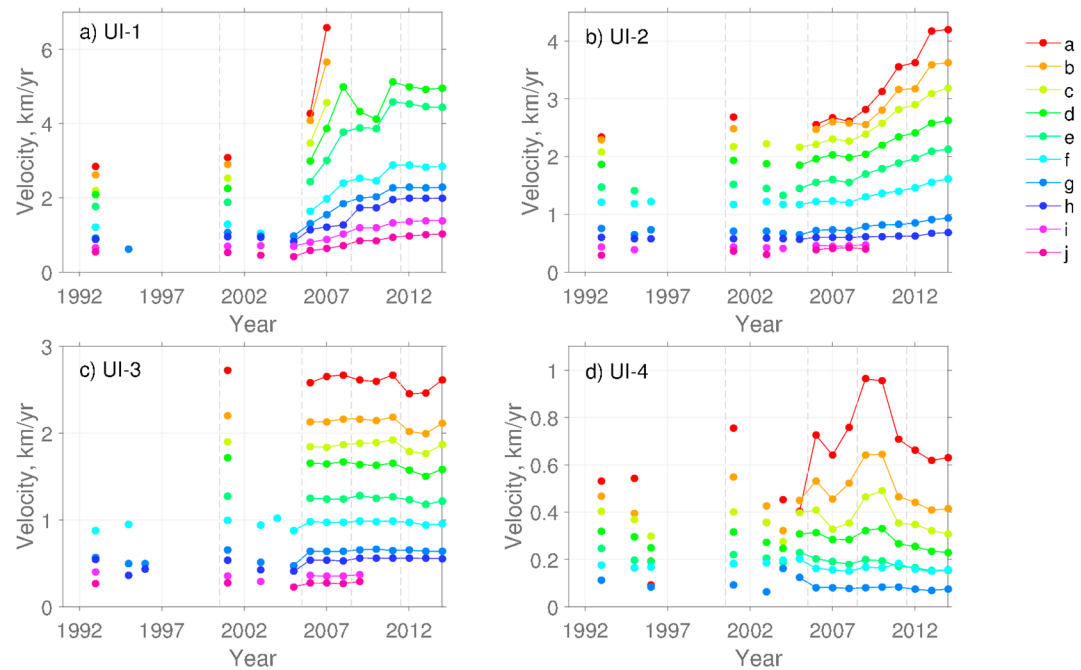 a) UI-1
6
4
2
0
Velocity, km/yr
1992 1997 2002 2007 2012
Year
b) UI-2
4
3
2
1
0
Velocity, km/yr
1992 1997 2002 2007 2012
Year
a
b
c
d
e
f
g
h
i
j
c) UI-3
3
2
1
0
Velocity, km/yr
1992 1997 2002 2007 2012
Year
d) UI-4
1
0.8
0.6
0.4
0.2
0
Velocity, km/yr
1992 1997 2002 2007 2012
Year